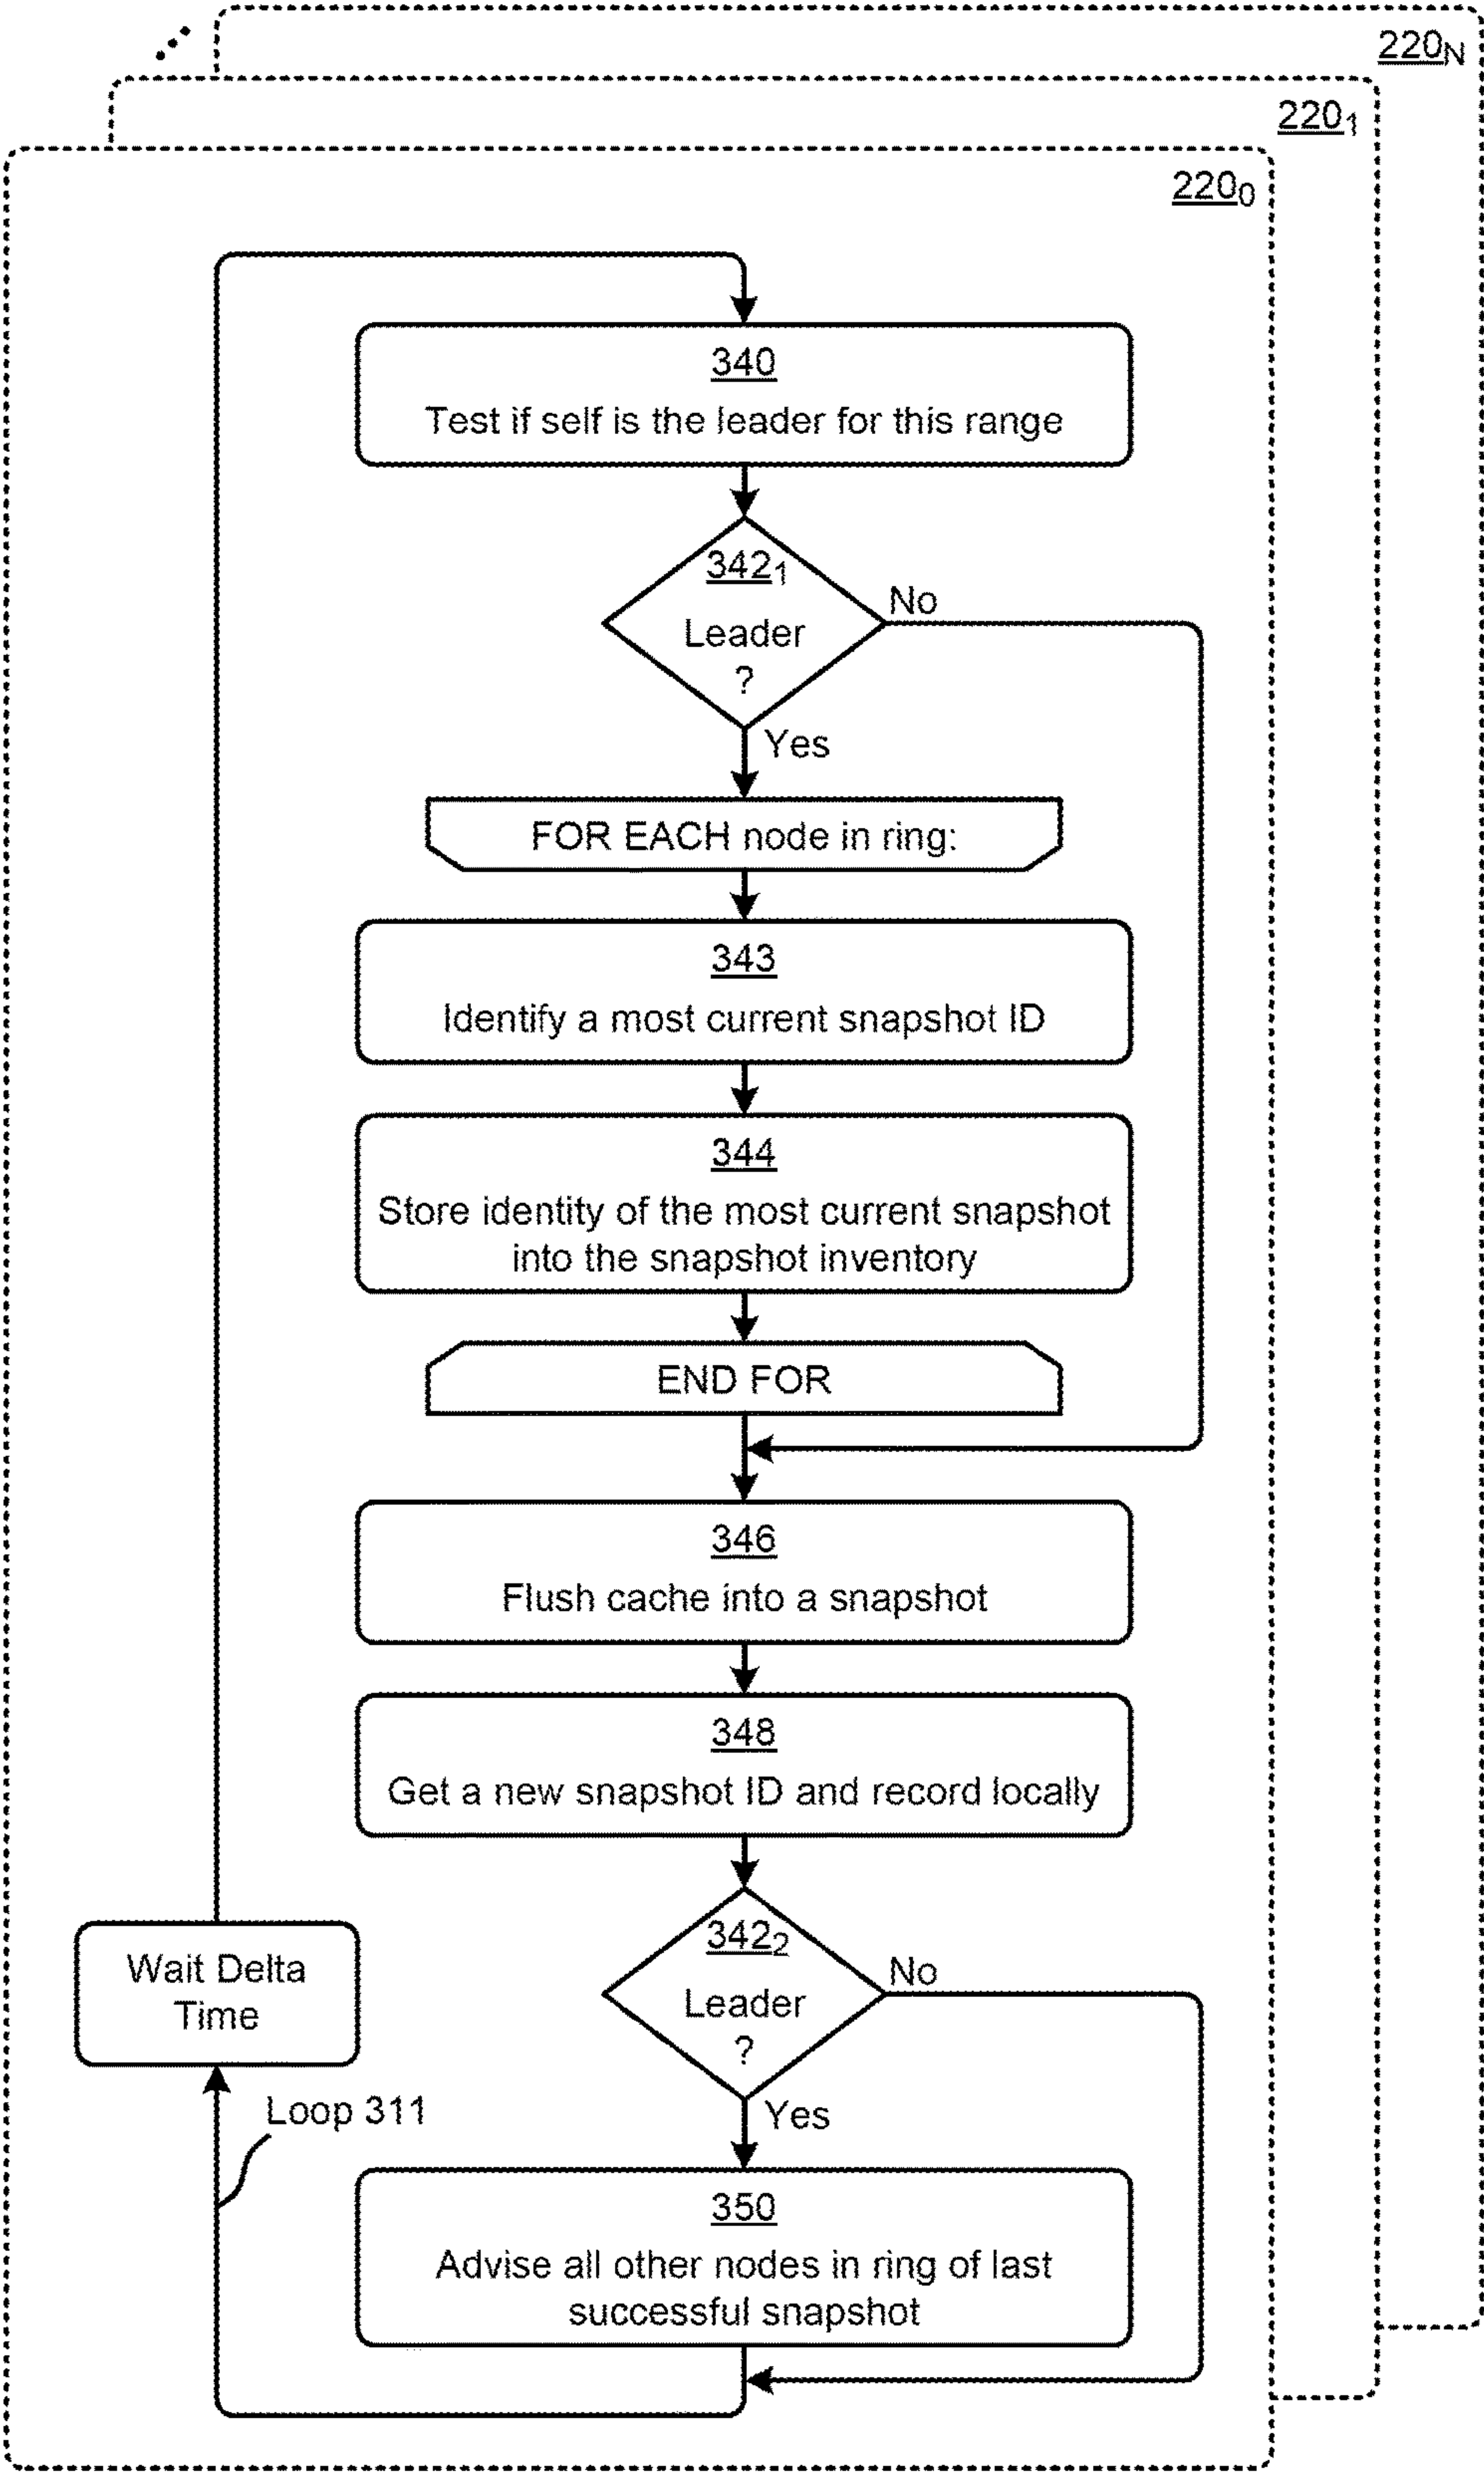 220N
2201
2200
340
Test if self is the leader for this range
3421
Leader
?
No
Yes
FOR EACH node in ring:
343
Identify a most current snapshot ID
344
Store identity of the most current snapshot
into the snapshot inventory
END FOR
346
Flush cache into a snapshot
348
Get a new snapshot ID and record locally
Wait Delta
Time
3422
Leader
?
No
Yes
Loop 311
350
Advise all other nodes in ring of last
successful snapshot